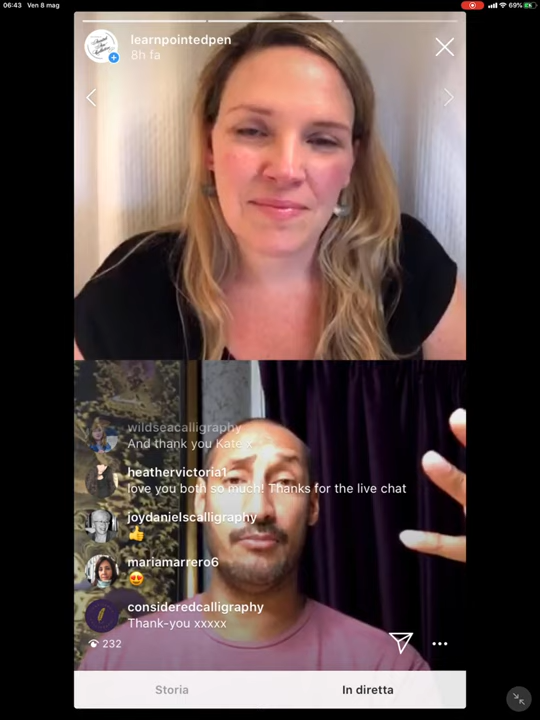 06:43 Ven 8 mag
69%
learnpointedpen
8h fa
wildseacalligraphy
And thank you Kate x
heathervictoria1
love you both so much! Thanks for the live chat
joydanielscalligraphy
👍
mariamarrero6
😍
consideredcalligraphy
Thank-you xxxxx
232
Storia
In diretta